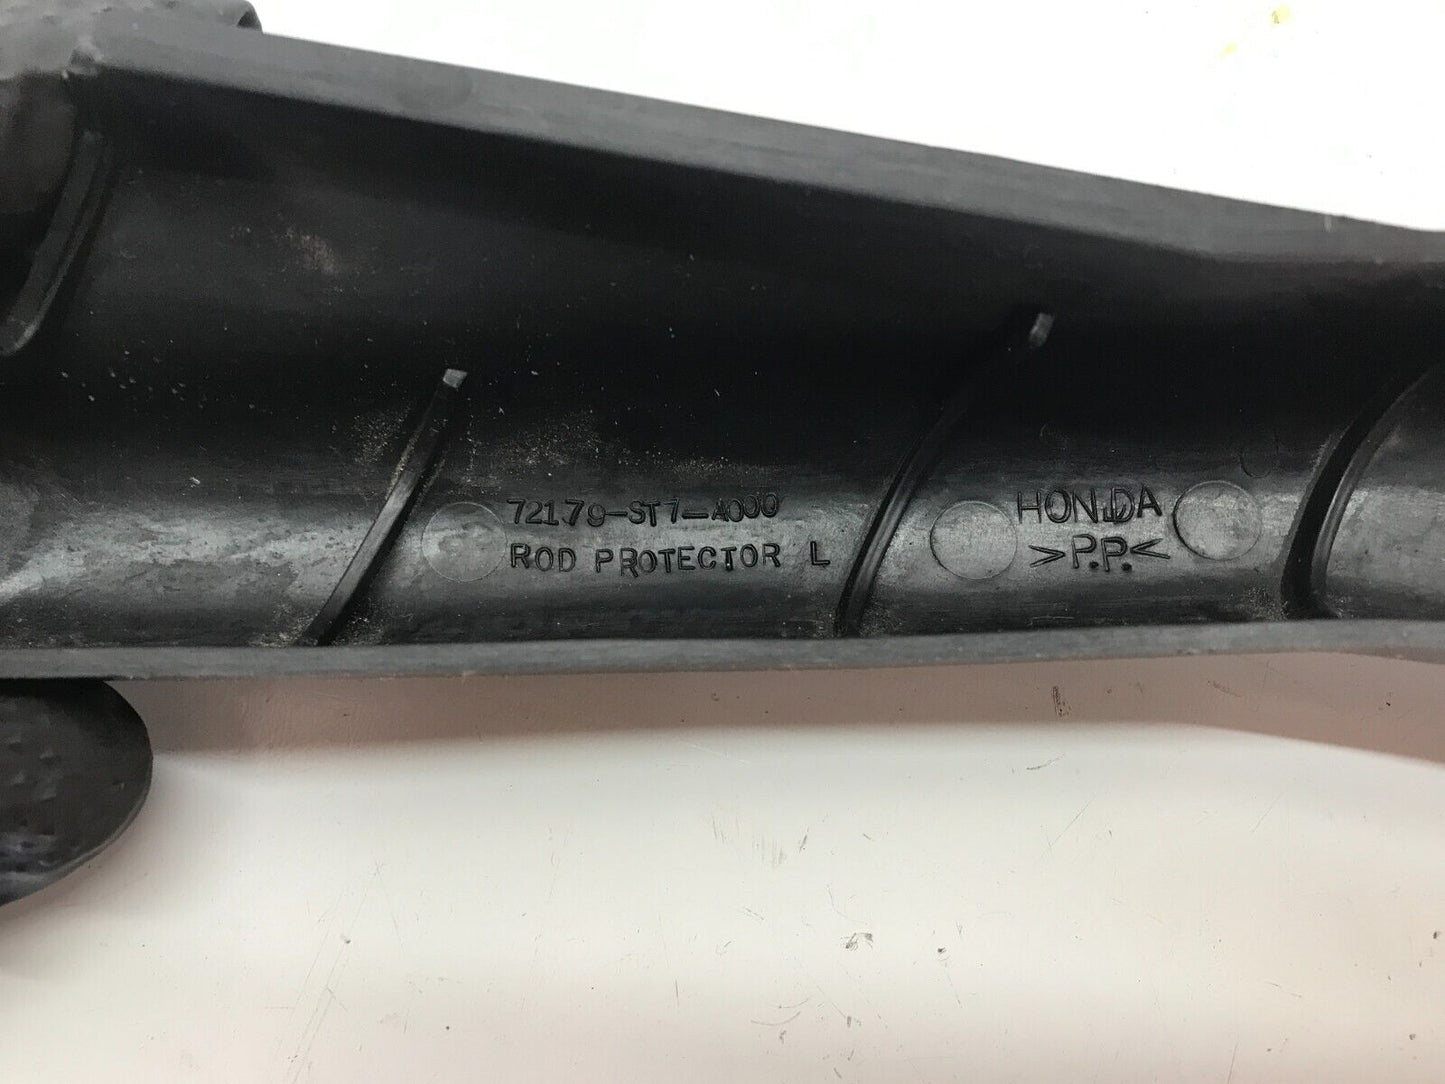 72179-ST7-A000
ROD PROTECTOR L
HONDA
>P.P.<